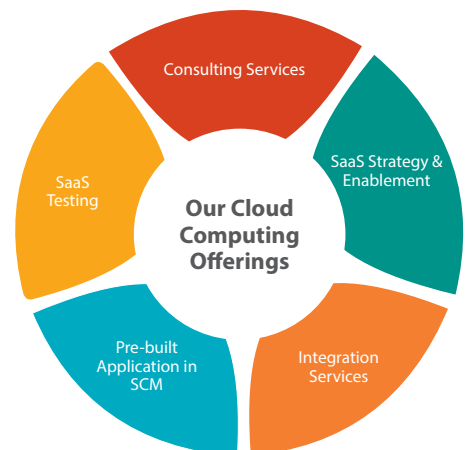 Consulting Services
SaaS Strategy &
Enablement
Integration
Services
Pre-built
Application in
SCM
SaaS
Testing
Our Cloud
Computing
Offerings